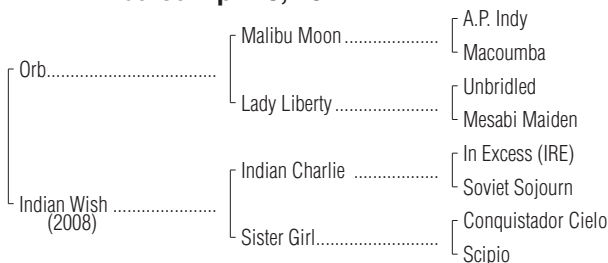 Orb
Malibu Moon
A.P. Indy
Macoumba
Lady Liberty
Unbridled
Mesabi Maiden
Indian Wish
(2008)
Indian Charlie
In Excess (IRE)
Soviet Sojourn
Sister Girl
Conquistador Cielo
Scipio